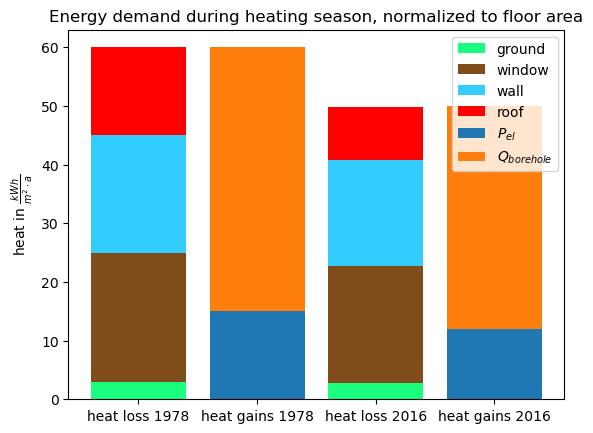 Energy demand during heating season, normalized to floor area
ground
window
wall
roof
P_el
Q_borehole
60
50
40
30
20
10
0
heat in kWh/m²·a
heat loss 1978 heat gains 1978 heat loss 2016 heat gains 2016